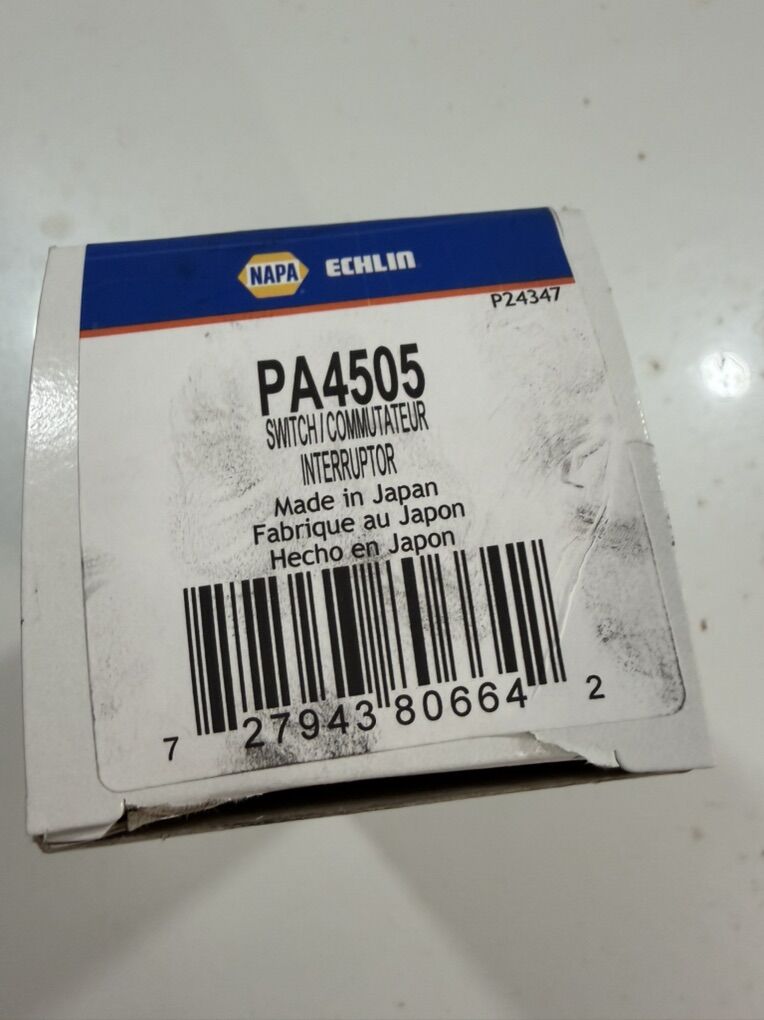 NAPA ECHLIN
P24347
PA4505
SWITCH/COMMUTATEUR
INTERRUPTOR
Made in Japan
Fabrique au Japon
Hecho en Japon
7 27943 80664 2